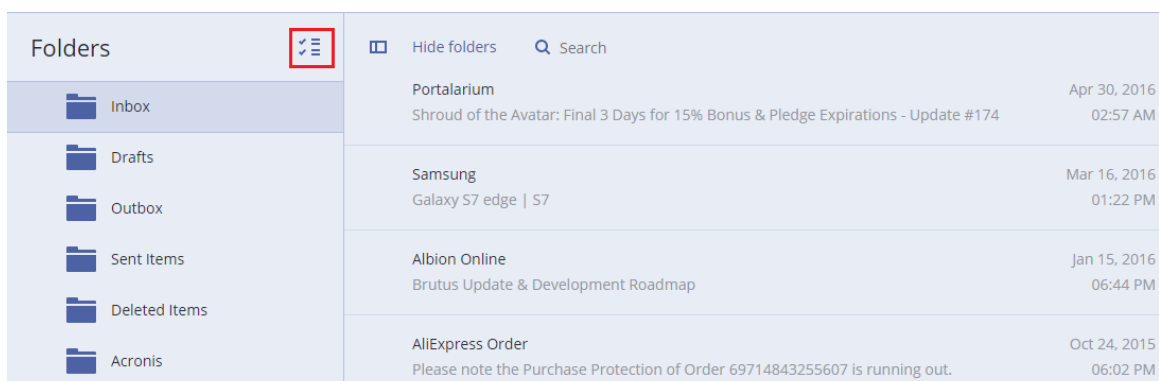 Folders
Inbox
Drafts
Outbox
Sent Items
Deleted Items
Acronis
Hide folders Search
Portalarium Apr 30, 2016
Shroud of the Avatar: Final 3 Days for 15% Bonus & Pledge Expirations - Update #174 02:57 AM
Samsung Mar 16, 2016
Galaxy S7 edge | S7 01:22 PM
Albion Online Jan 15, 2016
Brutus Update & Development Roadmap 06:44 PM
AliExpress Order Oct 24, 2015
Please note the Purchase Protection of Order 69714843255607 is running out. 06:02 PM